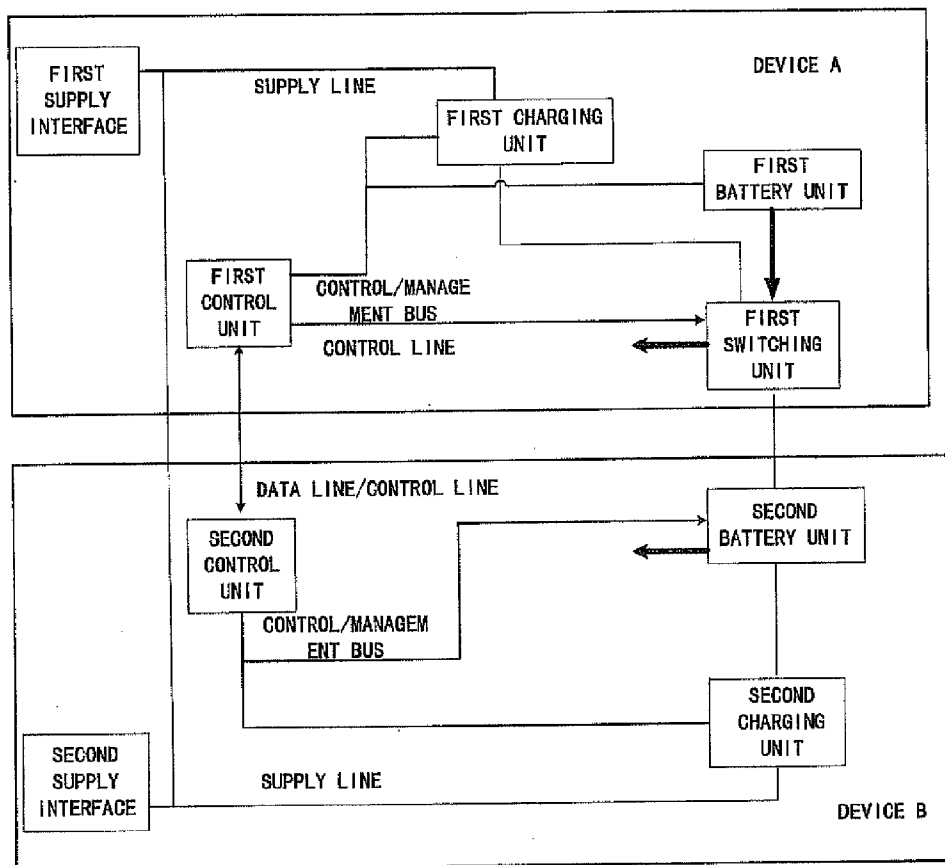 FIRST
SUPPLY
INTERFACE
SUPPLY LINE
DEVICE A
FIRST CHARGING
UNIT
FIRST
BATTERY UNIT
FIRST
CONTROL
UNIT
CONTROL/MANAGE
MENT BUS
CONTROL LINE
FIRST
SWITCHING
UNIT
DATA LINE/CONTROL LINE
SECOND
CONTROL
UNIT
SECOND
BATTERY UNIT
CONTROL/MANAGEM
ENT BUS
SECOND
CHARGING
UNIT
SECOND
SUPPLY
INTERFACE
SUPPLY LINE
DEVICE B